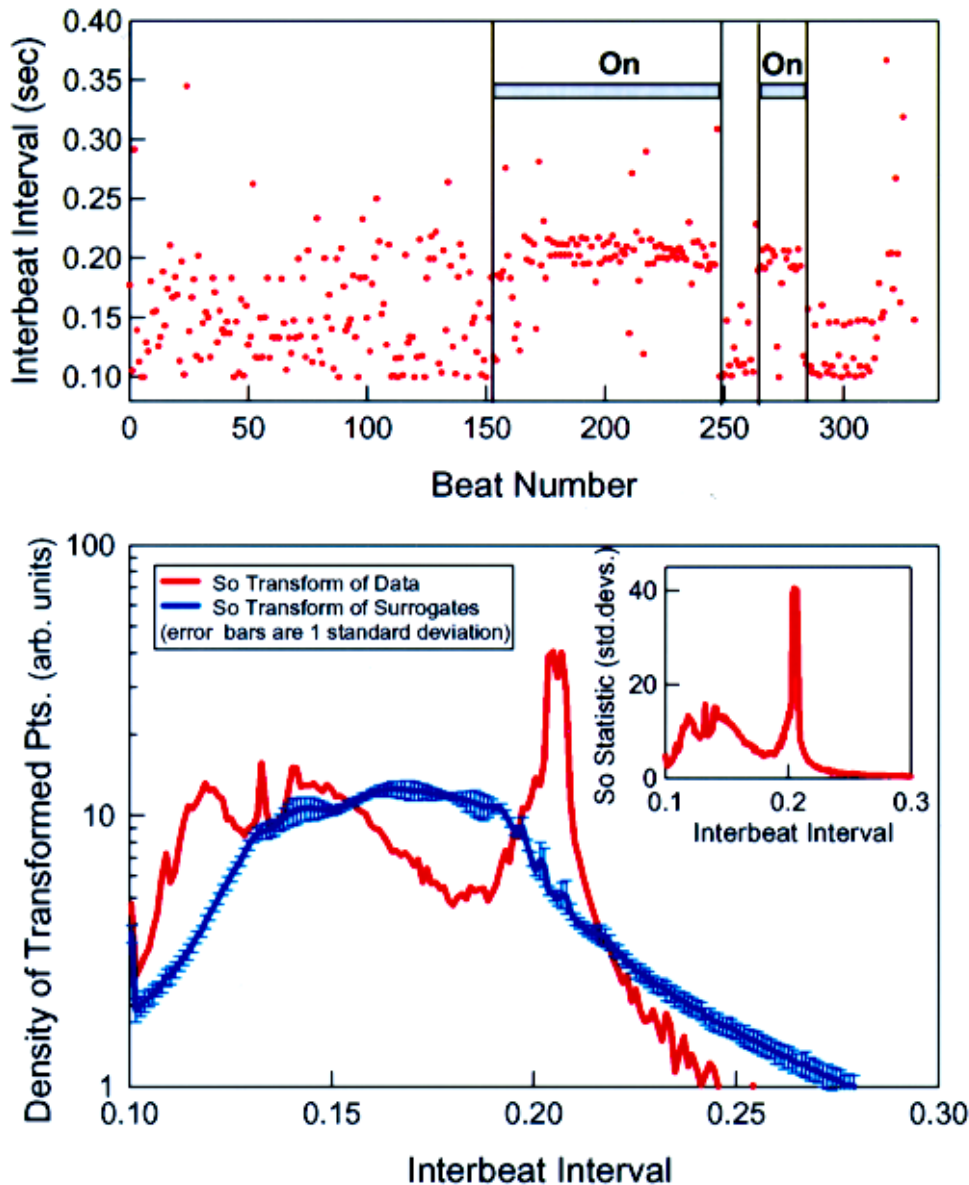 0.40
0.35
0.30
0.25
0.20
0.15
0.10
Interbeat Interval (sec)
On
On
0
50
100
150
200
250
300
Beat Number
100
10
1
Density of Transformed Pts. (arb. units)
So Transform of Data
So Transform of Surrogates
(error bars are 1 standard deviation)
So Statistic (std.devs.)
40
20
0
0.1
0.2
0.3
Interbeat Interval
0.10
0.15
0.20
0.25
0.30
Interbeat Interval